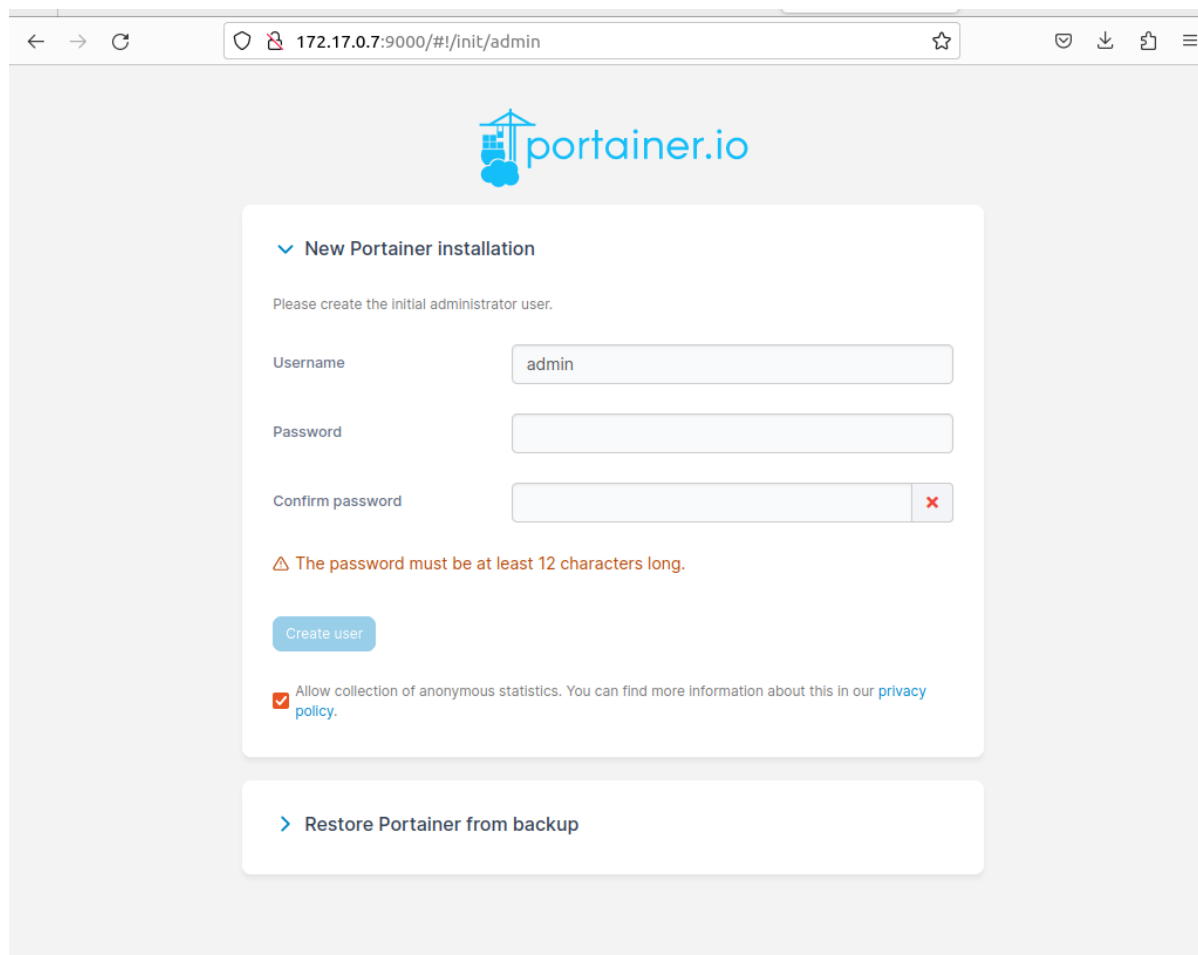 172.17.0.7:9000/#!/init/admin
portainer.io
New Portainer installation
Please create the initial administrator user.
Username
admin
Password
Confirm password
The password must be at least 12 characters long.
Create user
Allow collection of anonymous statistics. You can find more information about this in our privacy
policy.
Restore Portainer from backup